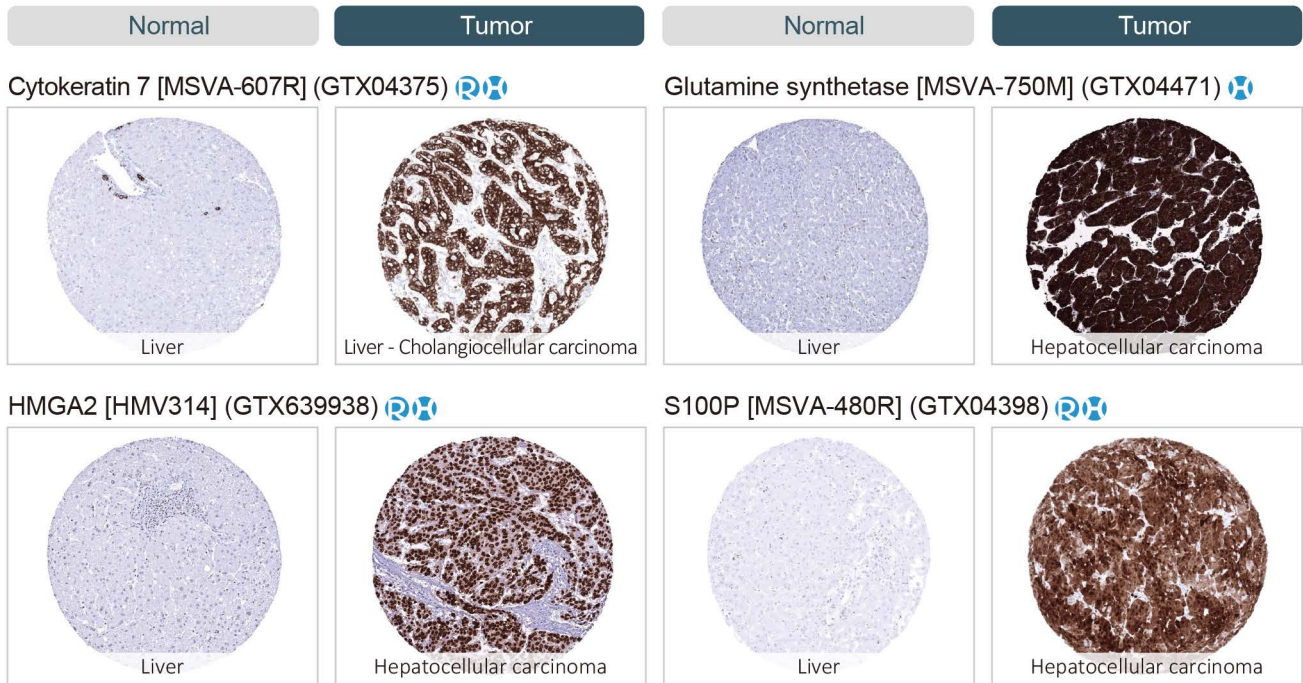 Normal
Tumor
Normal
Tumor
Cytokeratin 7 [MSVA-607R] (GTX04375) R H
Glutamine synthetase [MSVA-750M] (GTX04471) H
Liver
Liver - Cholangiocellular carcinoma
Liver
Hepatocellular carcinoma
HMGA2 [HMV314] (GTX639938) R H
S100P [MSVA-480R] (GTX04398) R H
Liver
Hepatocellular carcinoma
Liver
Hepatocellular carcinoma